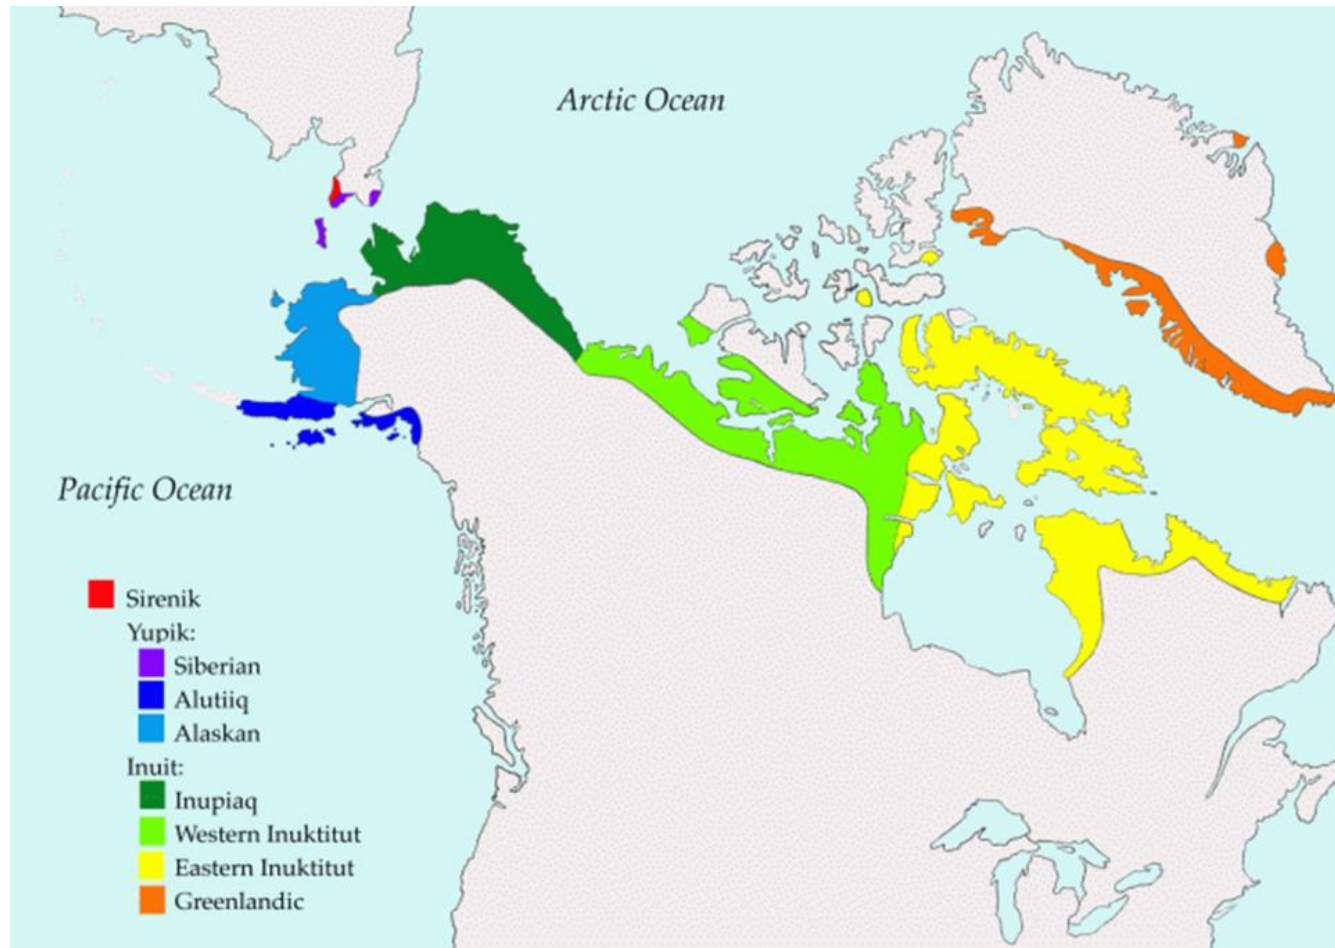 Arctic Ocean
Pacific Ocean
Sirenik
Yupik:
Siberian
Alutiiq
Alaskan
Inuit:
Inupiaq
Western Inuktitut
Eastern Inuktitut
Greenlandic